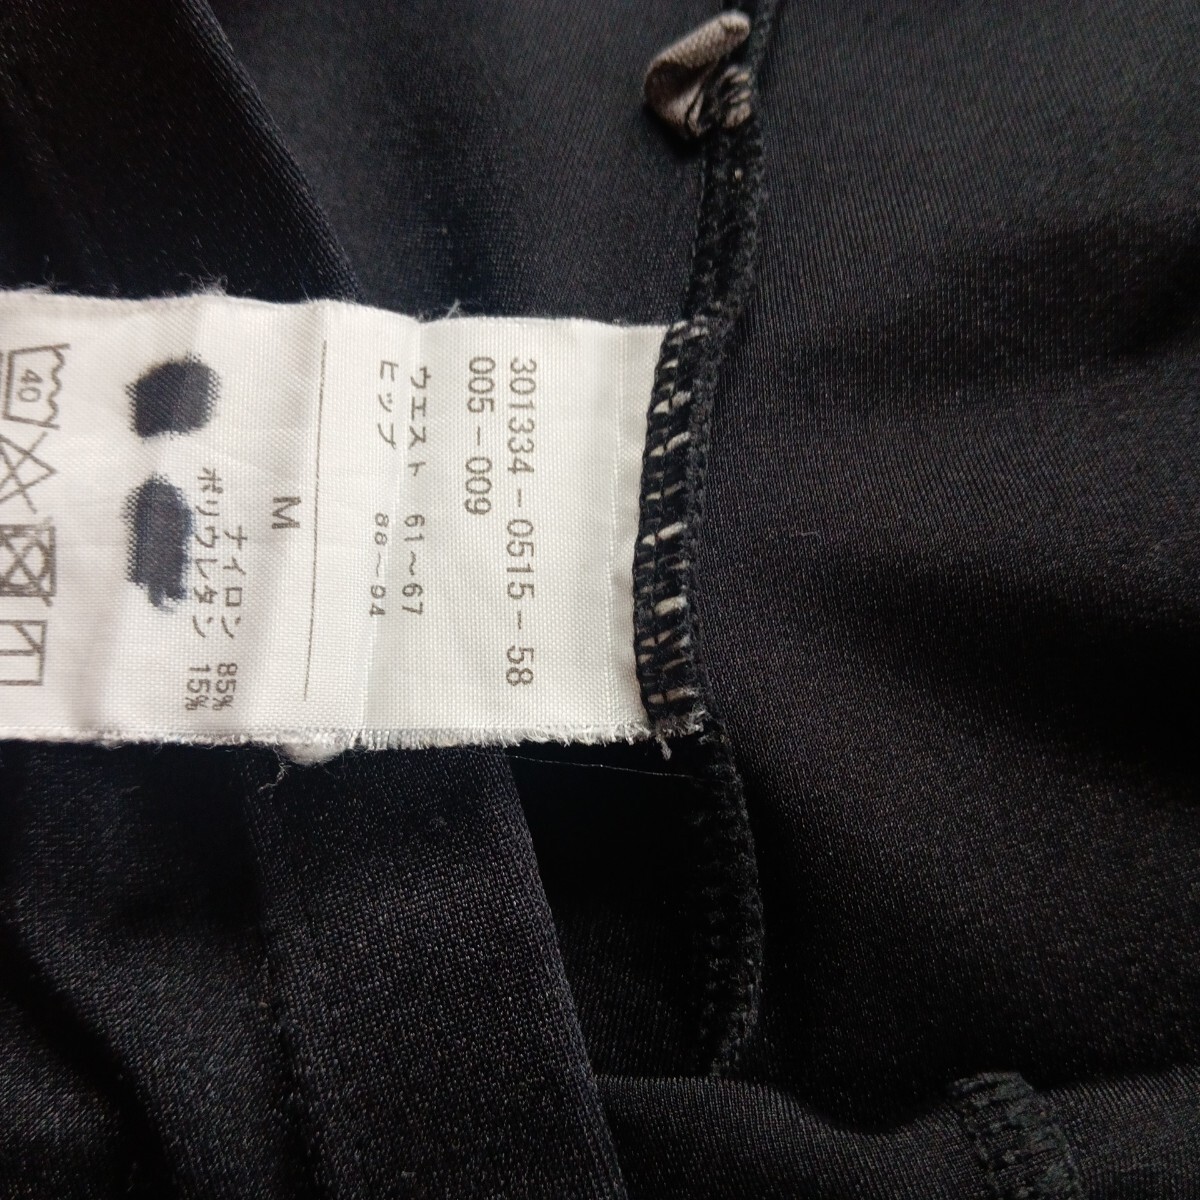 301334-0515-58
005-009
ウエスト 61～67
ヒップ 88～94
M
ナイロン 85%
ポリウレタン 15%
40